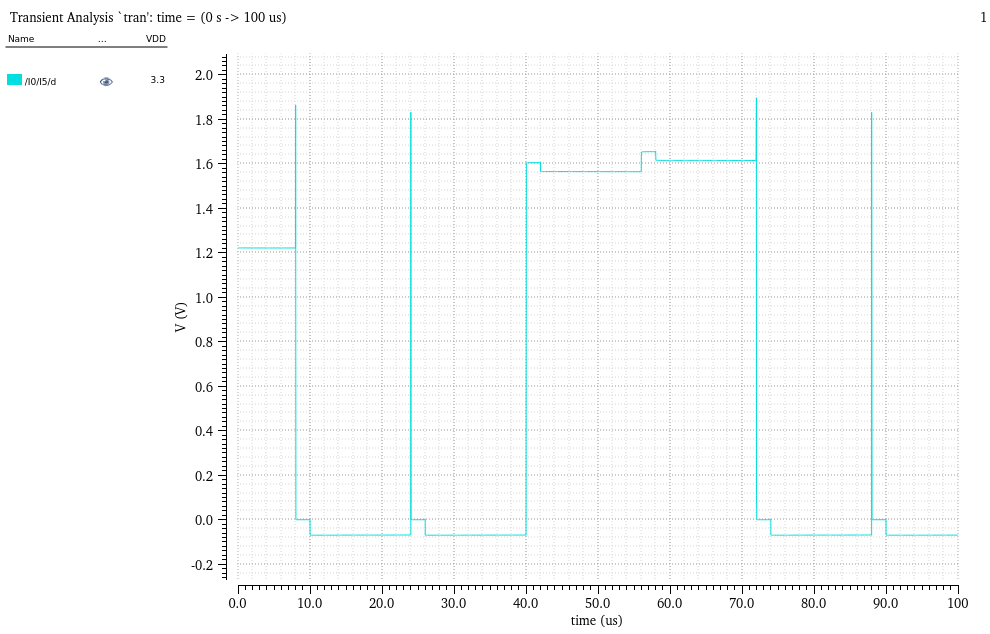 Transient Analysis `tran': time = (0 s -> 100 us)
1
Name ... VDD
/I0/I5/d 3.3
2.0
1.8
1.6
1.4
1.2
1.0
0.8
0.6
0.4
0.2
0.0
-0.2
V (V)
0.0 10.0 20.0 30.0 40.0 50.0 60.0 70.0 80.0 90.0 100
time (us)